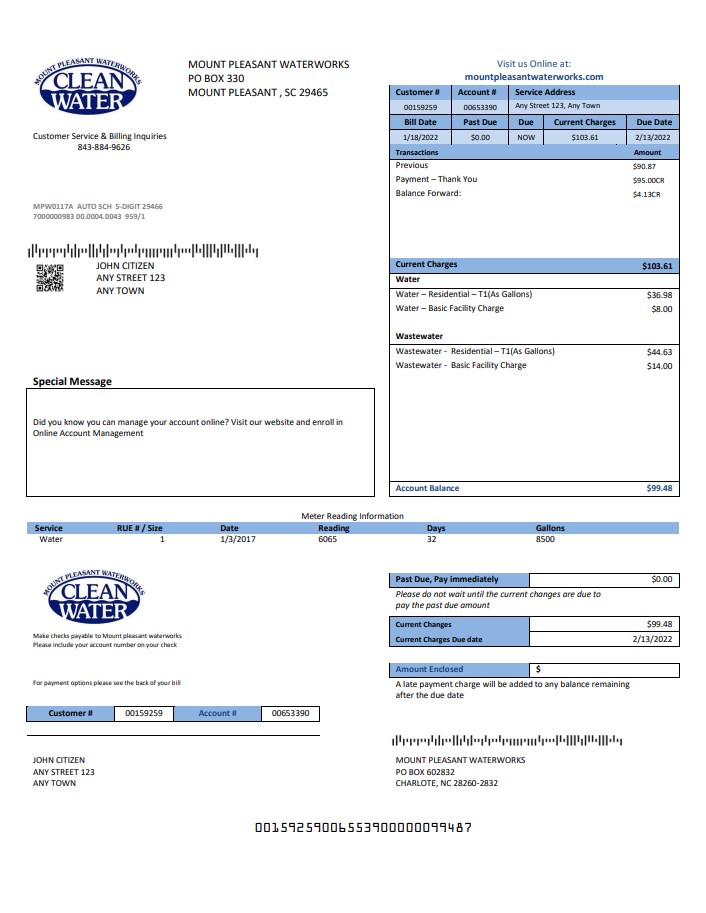 MOUNT PLEASANT WATERWORKS
CLEAN
WATER
MOUNT PLEASANT WATERWORKS
PO BOX 330
MOUNT PLEASANT , SC 29465
Customer Service & Billing Inquiries
843-884-9626
MPW0117A AUTO SCH 5-DIGIT 29466
7000000983 00.0004.0043 959/1
JOHN CITIZEN
ANY STREET 123
ANY TOWN
Visit us Online at:
mountpleasantwaterworks.com
Customer # Account # Service Address
00159259 00653390 Any Street 123, Any Town
Bill Date Past Due Due Current Charges Due Date
1/18/2022 $0.00 NOW $103.61 2/13/2022
Transactions Amount
Previous $90.87
Payment – Thank You $95.00CR
Balance Forward: $4.13CR
Current Charges $103.61
Water
Water – Residential – T1(As Gallons) $36.98
Water – Basic Facility Charge $8.00
Wastewater
Wastewater - Residential – T1(As Gallons) $44.63
Wastewater - Basic Facility Charge $14.00
Account Balance $99.48
Special Message
Did you know you can manage your account online? Visit our website and enroll in
Online Account Management
Meter Reading Information
Service RUE # / Size Date Reading Days Gallons
Water 1 1/3/2017 6065 32 8500
MOUNT PLEASANT WATERWORKS
CLEAN
WATER
Make checks payable to Mount pleasant waterworks
Please include your account number on your check
For payment options please see the back of your bill
Customer # 00159259 Account # 00653390
Past Due, Pay immediately $0.00
Please do not wait until the current changes are due to
pay the past due amount
Current Changes $99.48
Current Charges Due date 2/13/2022
Amount Enclosed $
A late payment charge will be added to any balance remaining
after the due date
JOHN CITIZEN
ANY STREET 123
ANY TOWN
MOUNT PLEASANT WATERWORKS
PO BOX 602832
CHARLOTE, NC 28260-2832
00159259006553900000099487